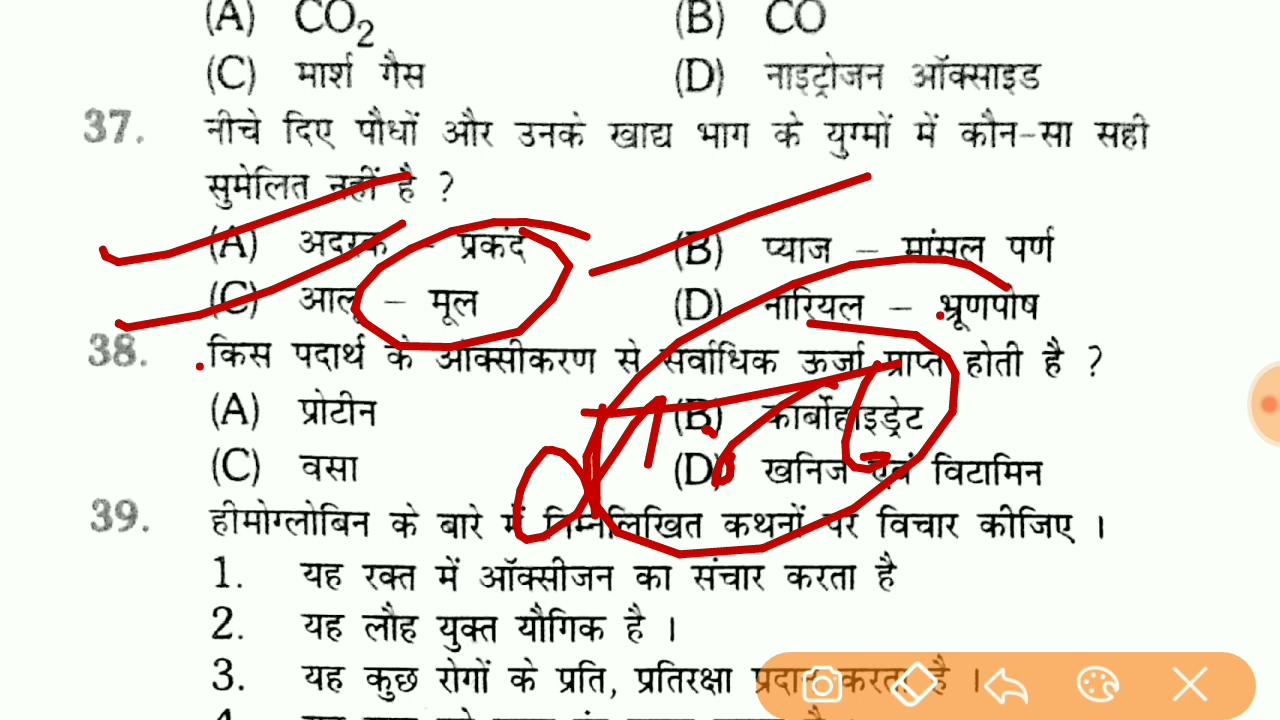 (A) CO2 (B) CO
(C) मार्श गैस (D) नाइट्रोजन ऑक्साइड
37. नीचे दिए पौधों और उनके खाद्य भाग के युग्मों में कौन-सा सही
सुमेलित नहीं है ?
(A) अदरक – प्रकंद (B) प्याज – मांसल पर्ण
(C) आलू – मूल (D) नारियल – भ्रूणपोष
38. किस पदार्थ के ऑक्सीकरण से सर्वाधिक ऊर्जा प्राप्त होती है ?
(A) प्रोटीन (B) कार्बोहाइड्रेट
(C) वसा (D) खनिज एवं विटामिन
39. हीमोग्लोबिन के बारे में निम्नलिखित कथनों पर विचार कीजिए ।
1. यह रक्त में ऑक्सीजन का संचार करता है
2. यह लौह युक्त यौगिक है ।
3. यह कुछ रोगों के प्रति, प्रतिरक्षा प्रदान करता है ।